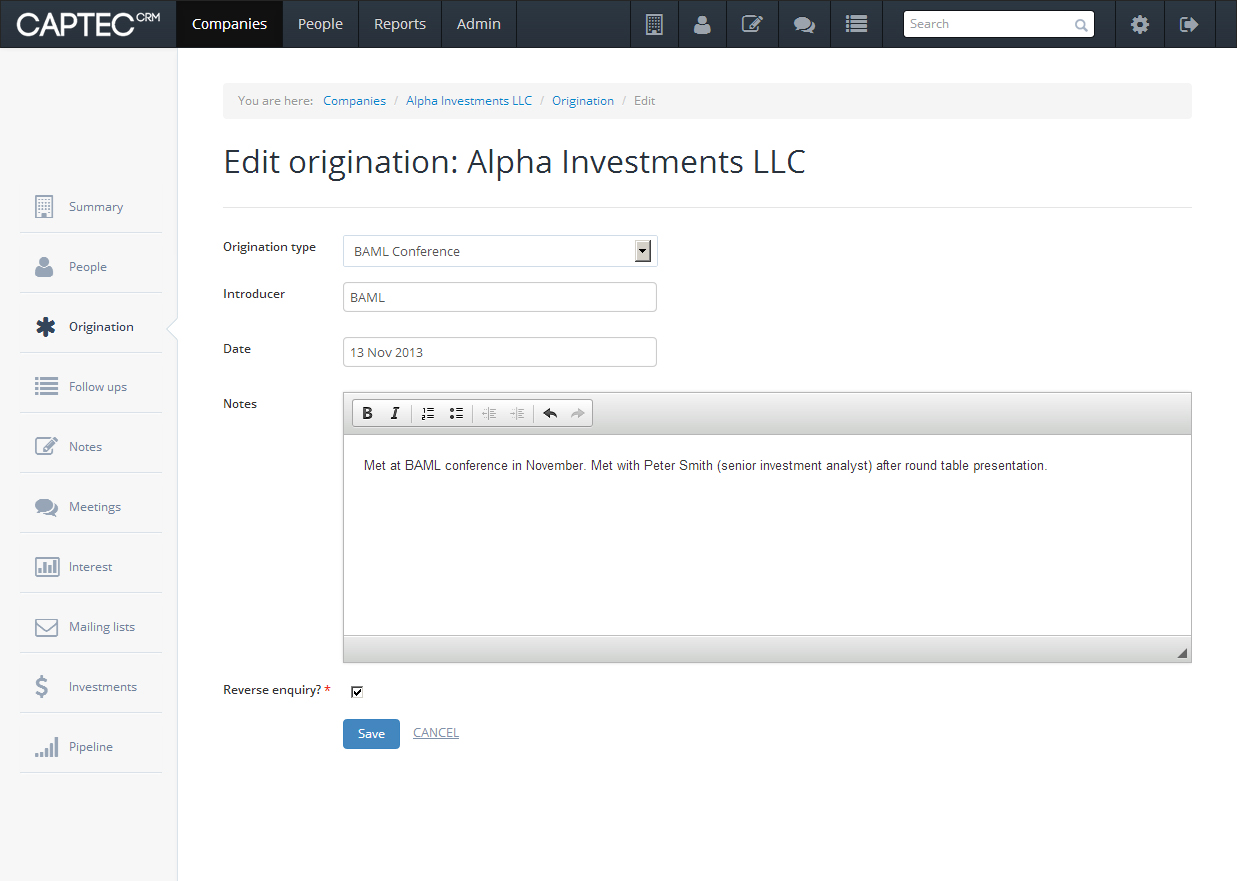 CAPTEC CRM Companies People Reports Admin Search
You are here: Companies / Alpha Investments LLC / Origination / Edit
Edit origination: Alpha Investments LLC
Summary
People
Origination
Follow ups
Notes
Meetings
Interest
Mailing lists
$ Investments
Pipeline
Origination type BAML Conference
Introducer BAML
Date 13 Nov 2013
Notes
B I
Met at BAML conference in November. Met with Peter Smith (senior investment analyst) after round table presentation.
Reverse enquiry? *
Save CANCEL